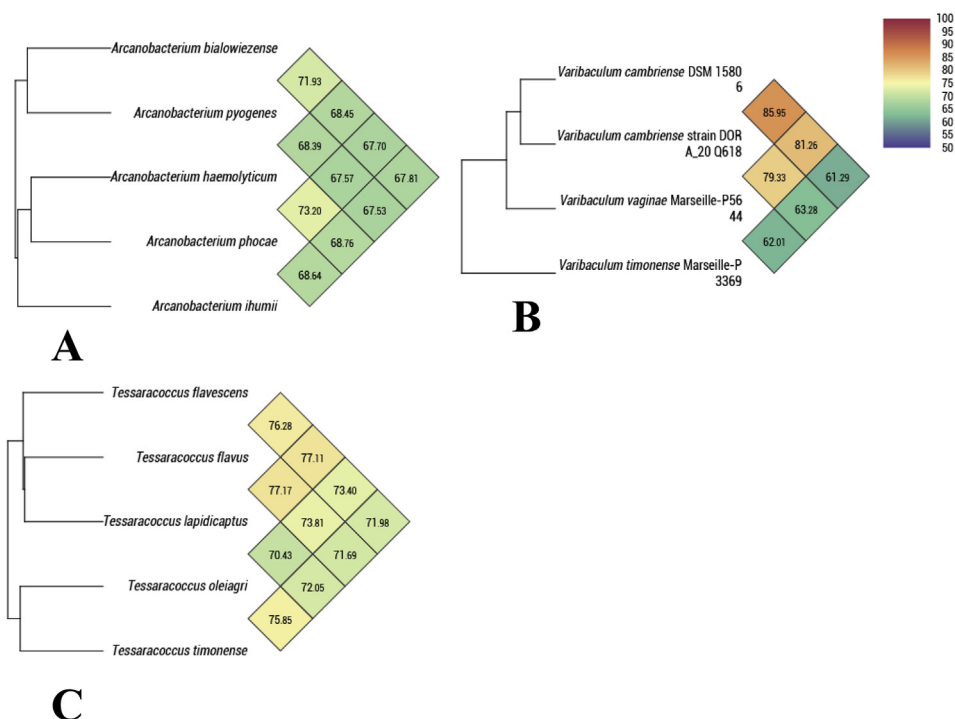 Arcanobacterium bialowiezense
Arcanobacterium pyogenes
Arcanobacterium haemolyticum
Arcanobacterium phocae
Arcanobacterium ihumii
71.93
68.45
68.39
67.70
67.57
67.81
73.20
67.53
68.76
68.64
A
Varibaculum cambriense DSM 1580
6
Varibaculum cambriense strain DOR
A_20 Q618
Varibaculum vaginae Marseille-P56
44
Varibaculum timonense Marseille-P
3369
85.95
81.26
79.33
61.29
63.28
62.01
B
100
95
90
85
80
75
70
65
60
55
50
Tessaracoccus flavescens
Tessaracoccus flavus
Tessaracoccus lapidicaptus
Tessaracoccus oleiagri
Tessaracoccus timonense
76.28
77.11
77.17
73.40
73.81
71.98
70.43
71.69
72.05
75.85
C